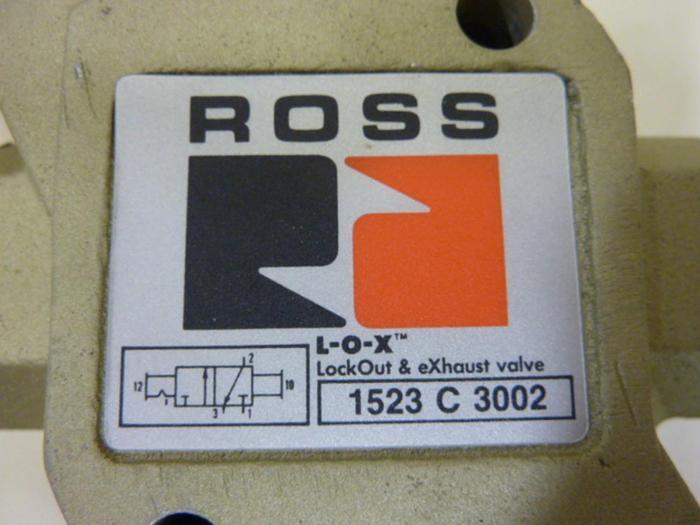 ROSS
L-O-X™
LockOut & eXhaust valve
1523 C 3002
2
12
10
3 1